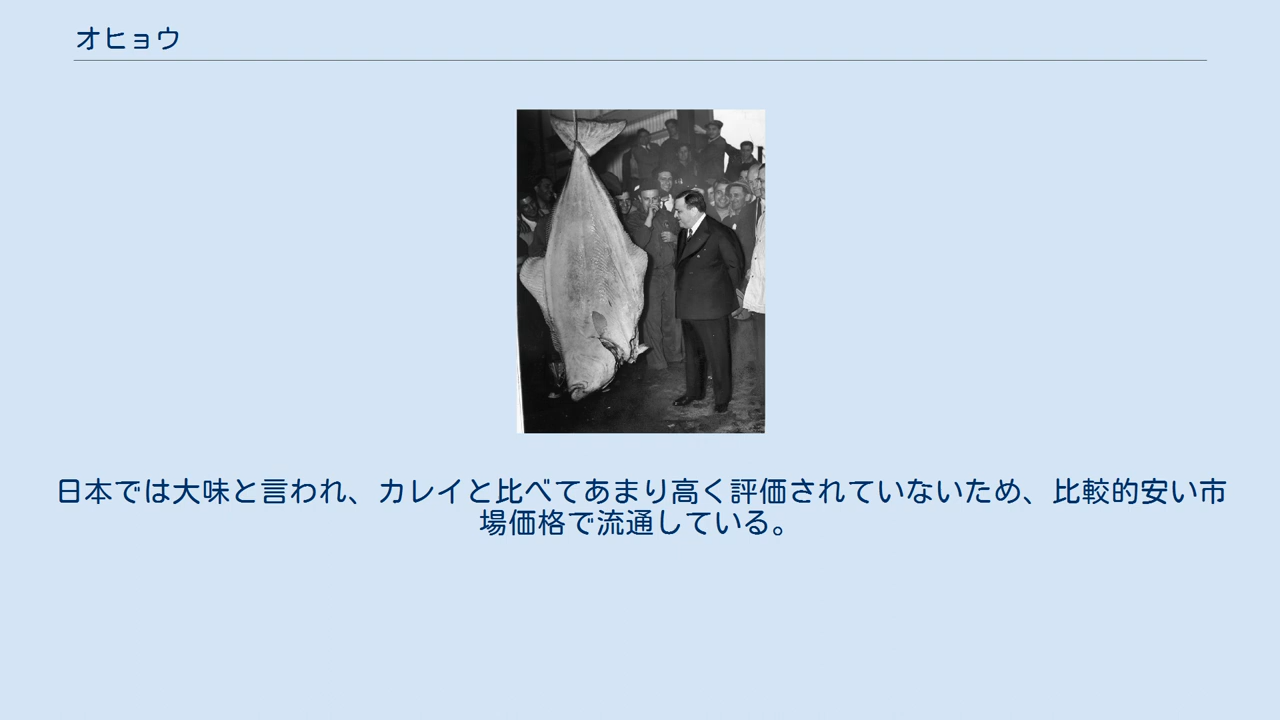 オヒョウ
日本では大味と言われ、カレイと比べてあまり高く評価されていないため、比較的安い市
場価格で流通している。